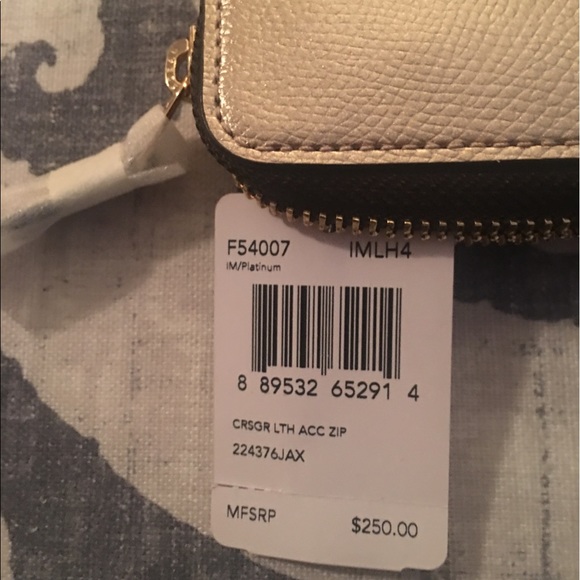 F54007 IMLH4
IM/Platinum
8 89532 65291 4
CRSGR LTH ACC ZIP
224376JAX
MFSRP $250.00